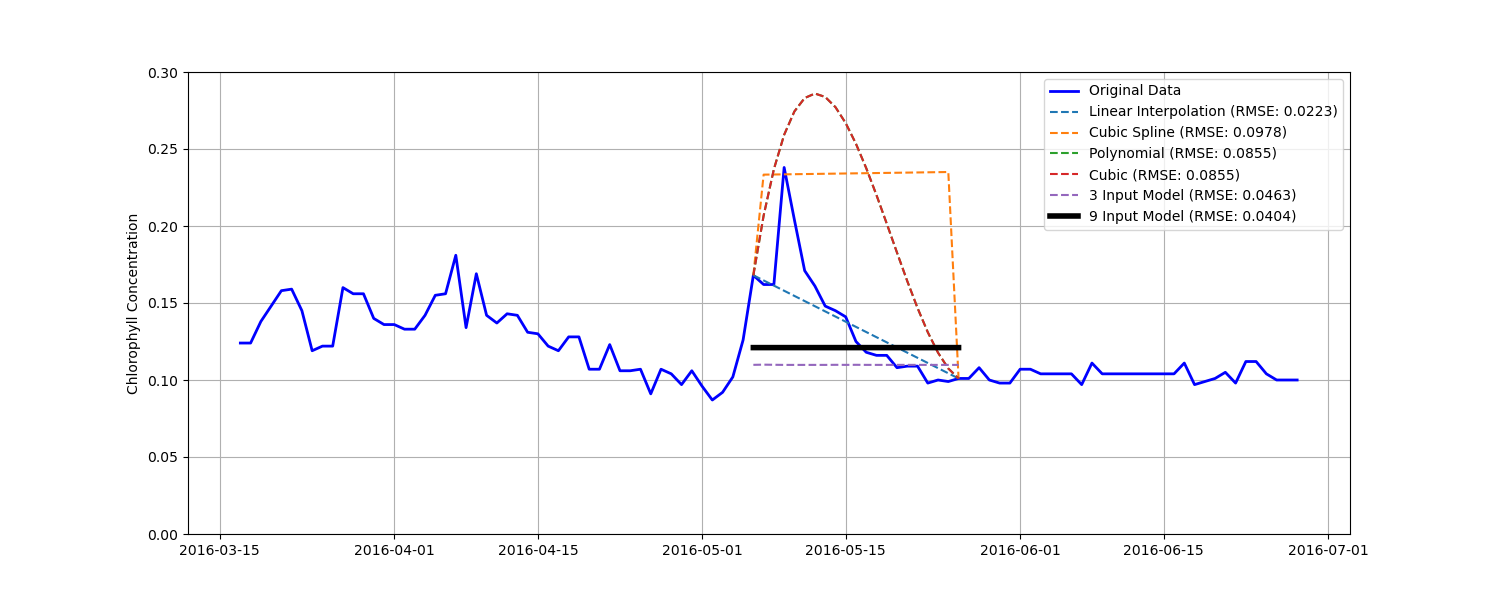 0.30
0.25
0.20
0.15
0.10
0.05
0.00
Chlorophyll Concentration
2016-03-15 2016-04-01 2016-04-15 2016-05-01 2016-05-15 2016-06-01 2016-06-15 2016-07-01
Original Data
Linear Interpolation (RMSE: 0.0223)
Cubic Spline (RMSE: 0.0978)
Polynomial (RMSE: 0.0855)
Cubic (RMSE: 0.0855)
3 Input Model (RMSE: 0.0463)
9 Input Model (RMSE: 0.0404)